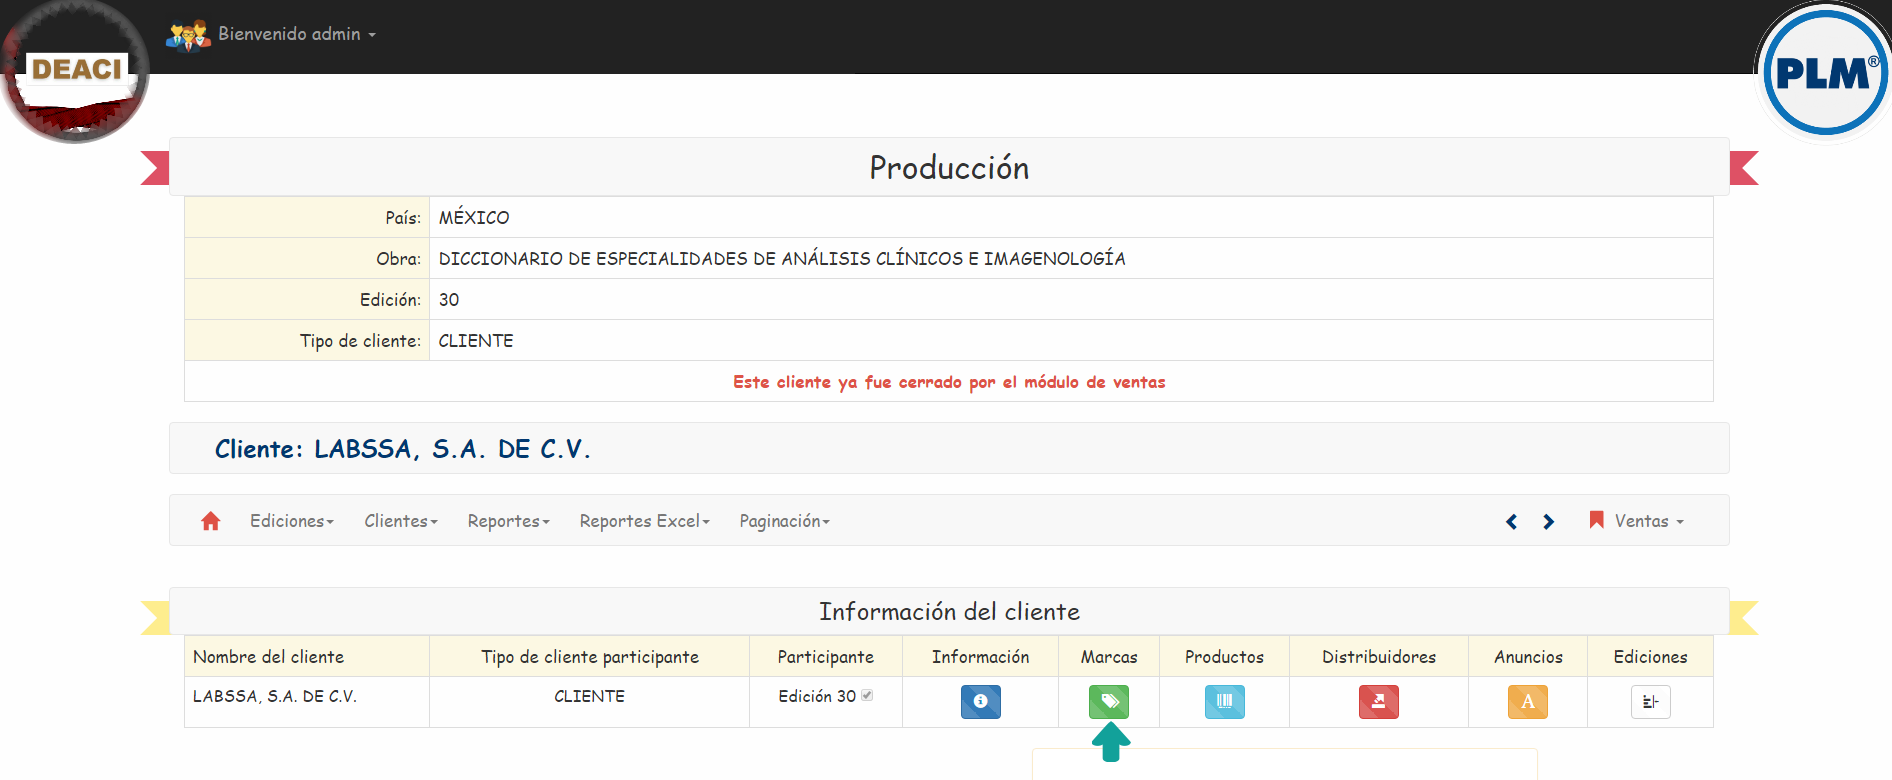 Bienvenido admin
DEACI
PLM®
Producción
País: MÉXICO
Obra: DICCIONARIO DE ESPECIALIDADES DE ANÁLISIS CLÍNICOS E IMAGENOLOGÍA
Edición: 30
Tipo de cliente: CLIENTE
Este cliente ya fue cerrado por el módulo de ventas
Cliente: LABSSA, S.A. DE C.V.
Ediciones Clientes Reportes Reportes Excel Paginación Ventas
Información del cliente
Nombre del cliente Tipo de cliente participante Participante Información Marcas Productos Distribuidores Anuncios Ediciones
LABSSA, S.A. DE C.V. CLIENTE Edición 30 A